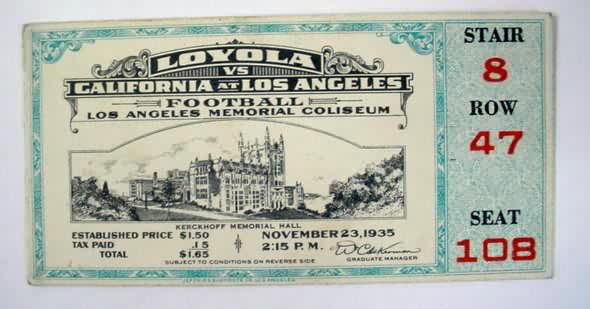 LOYOLA
VS
CALIFORNIA AT LOS ANGELES
FOOTBALL
LOS ANGELES MEMORIAL COLISEUM
KERCKHOFF MEMORIAL HALL
ESTABLISHED PRICE $1.50
TAX PAID .15
TOTAL $1.65
NOVEMBER 23, 1935
2:15 P.M.
GRADUATE MANAGER
SUBJECT TO CONDITIONS ON REVERSE SIDE
STAIR
8
ROW
47
SEAT
108